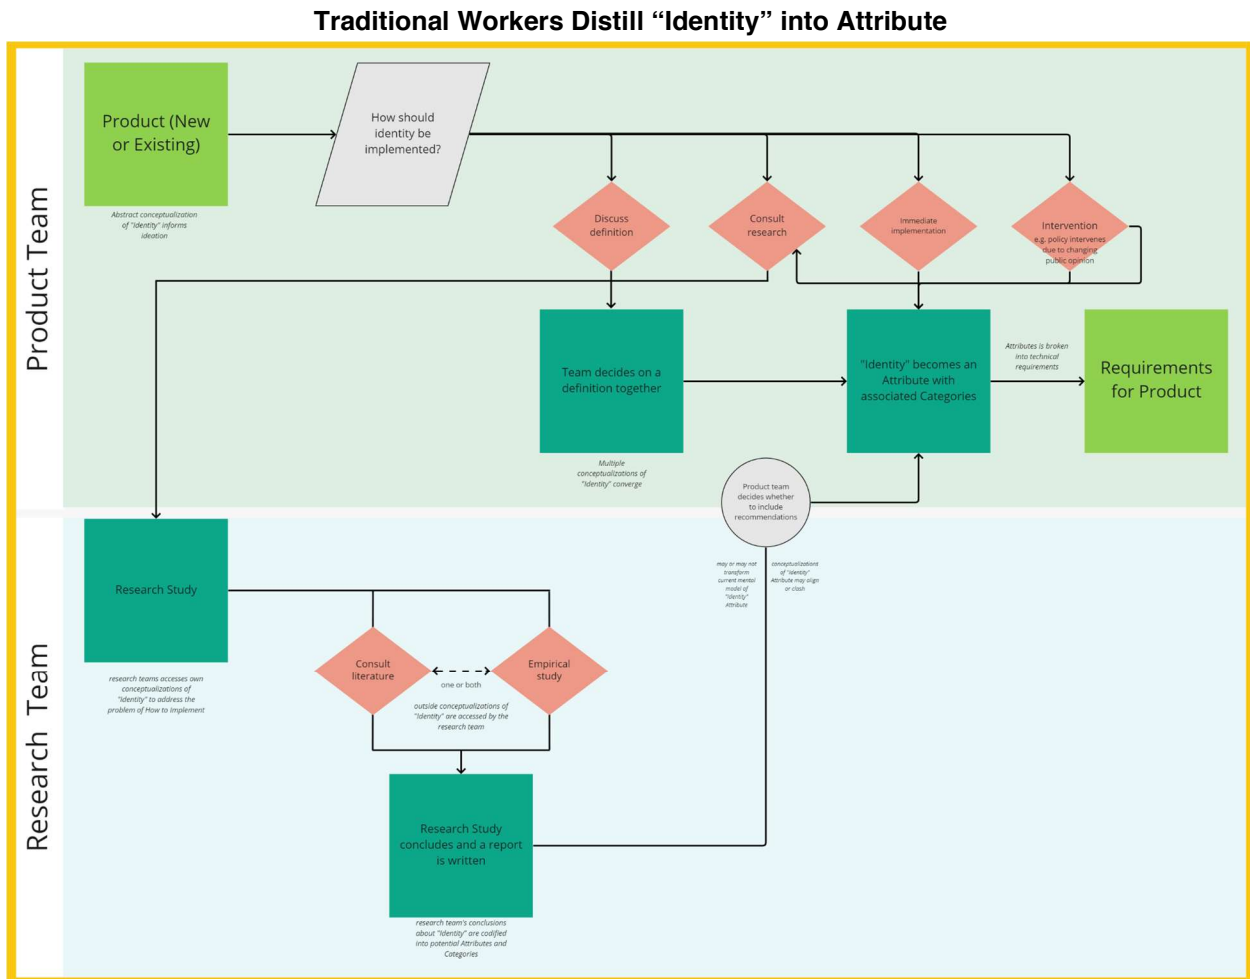 Traditional Workers Distill “Identity” into Attribute
Product Team
Product (New
or Existing)
Abstract conceptualization
of "Identity" informs
ideation
How should
identity be
implemented?
Discuss
definition
Consult
research
Immediate
implementation
Intervention
e.g. policy intervenes
due to changing
public opinion
Team decides on a
definition together
Multiple
conceptualizations of
"Identity" converge
"Identity" becomes an
Attribute with
associated Categories
Attributes is broken
into technical
requirements
Requirements
for Product
Product team
decides whether
to include
recommendations
may or may not
transform
current mental
model of
"Identity"
Attribute
conceptualizations
of "identity"
Attribute may align
or clash
Research Team
Research Study
research teams accesses own
conceptualizations of
"Identity" to address the
problem of How to Implement
Consult
literature
one or both
Empirical
study
outside conceptualizations of
"Identity" are accessed by the
research team
Research Study
concludes and a report
is written
research team's conclusions
about "Identity" are codified
into potential Attributes and
Categories